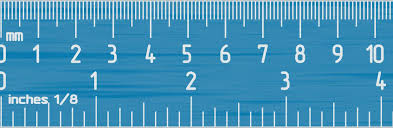 mm
0 1 2 3 4 5 6 7 8 9 10
0 1 2 3 4
inches 1/8